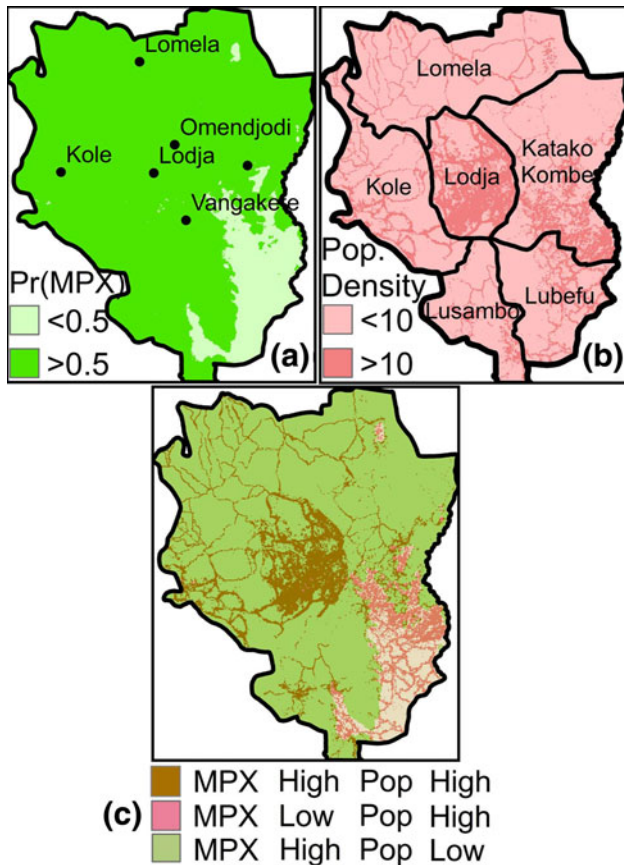 Lomela
Omendjodi
Kole
Lodja
Vangakete
Pr(MPX)
<0.5
>0.5
(a)
Lomela
Katako
Kombe
Kole
Lodja
Pop.
Density
<10
>10
Lusambo
Lubefu
(b)
(c)
MPX High Pop High
MPX Low Pop High
MPX High Pop Low